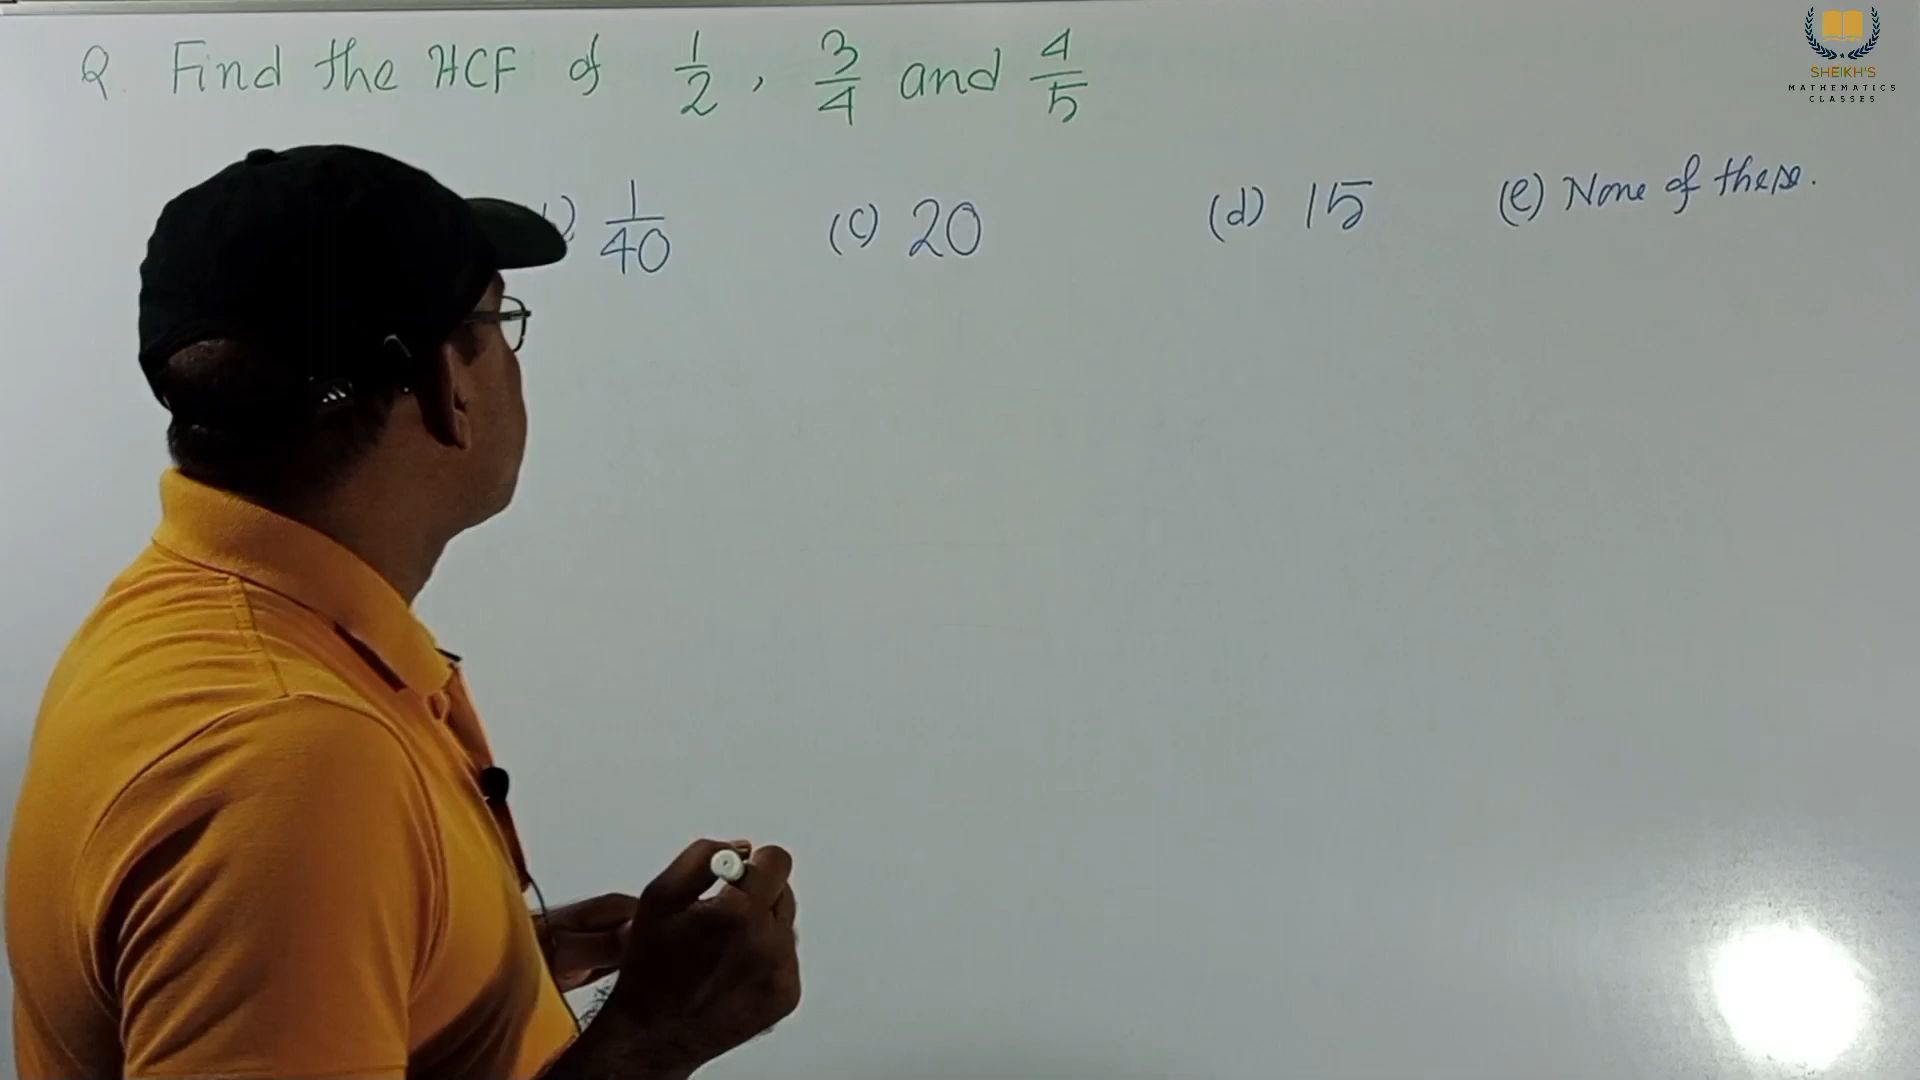 Q. Find the HCF of 1/2, 3/4 and 4/5
) 1/40 (c) 20 (d) 15 (e) None of these.
SHEIKH'S
MATHEMATICS
CLASSES